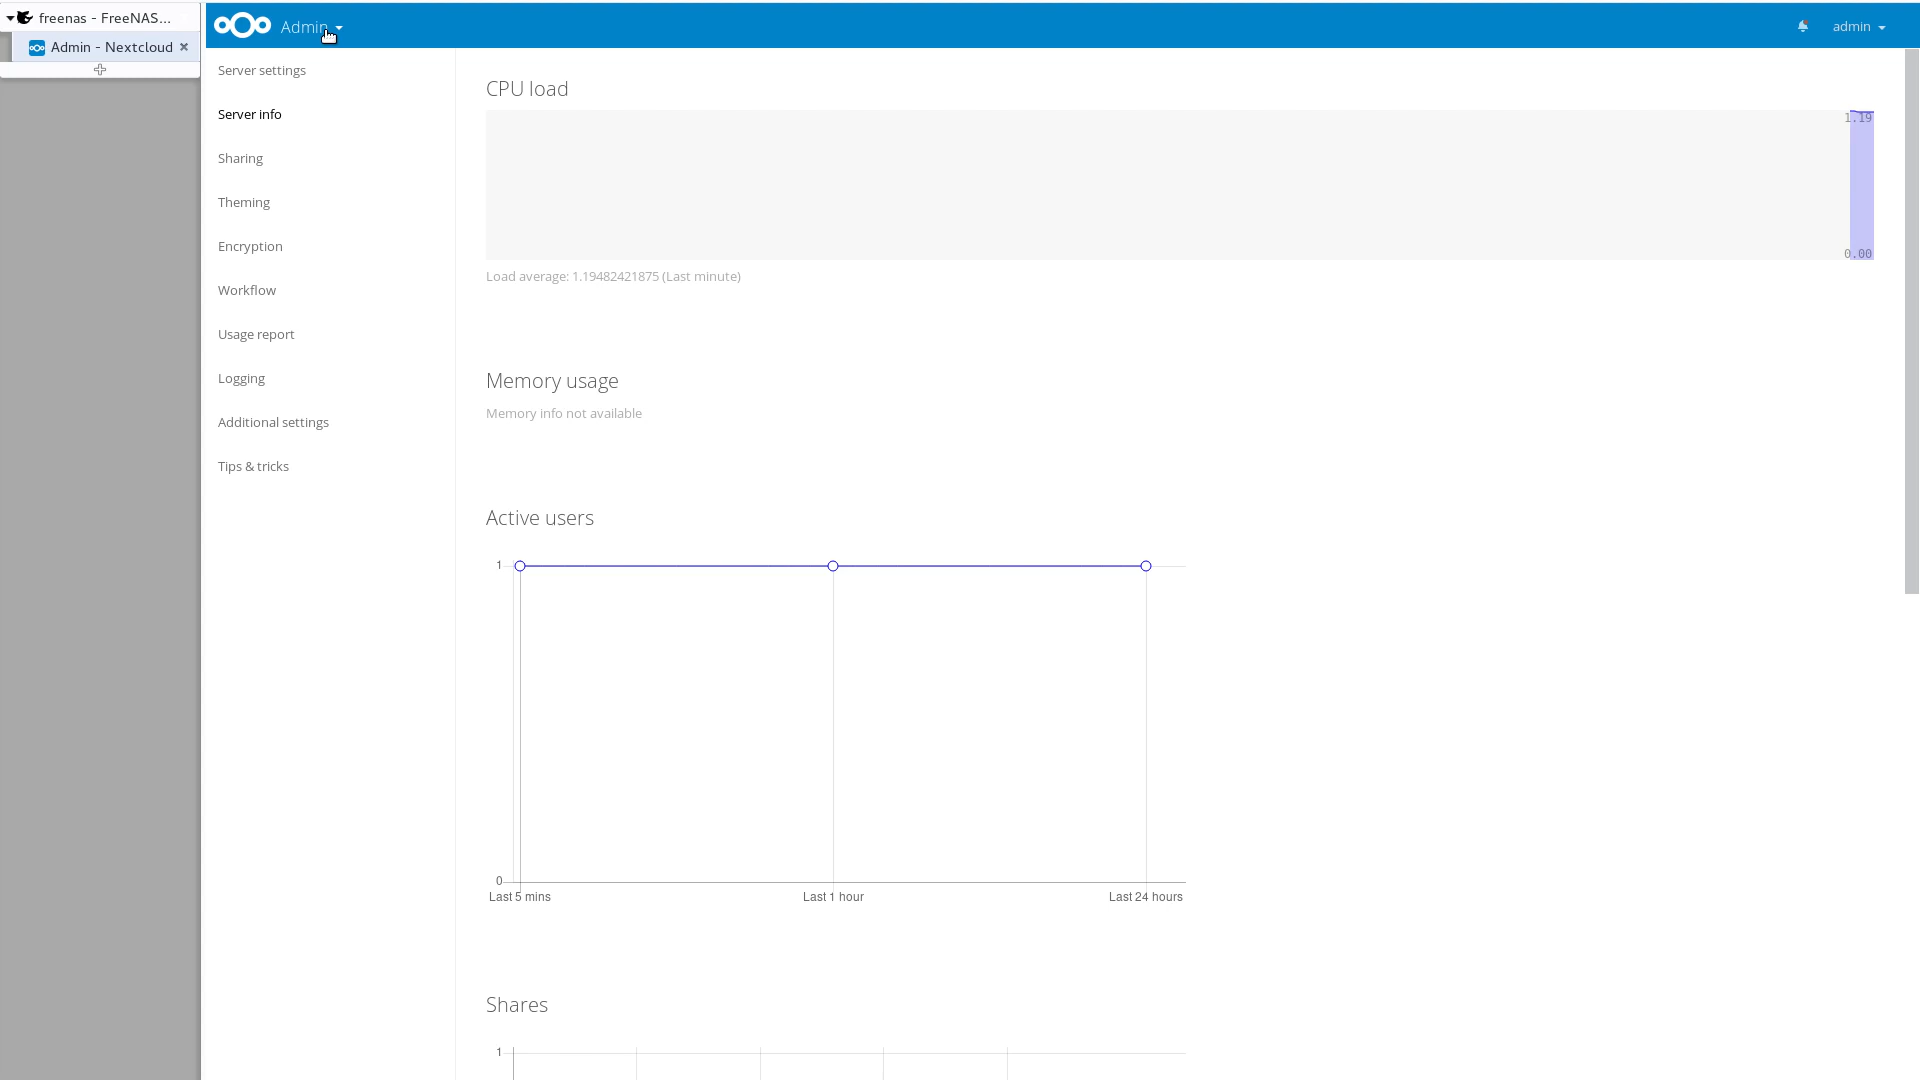 freenas - FreeNAS...
Admin - Nextcloud
Admin
admin
Server settings
Server info
Sharing
Theming
Encryption
Workflow
Usage report
Logging
Additional settings
Tips & tricks
CPU load
1.19
0.00
Load average: 1.19482421875 (Last minute)
Memory usage
Memory info not available
Active users
1
0
Last 5 mins Last 1 hour Last 24 hours
Shares
1